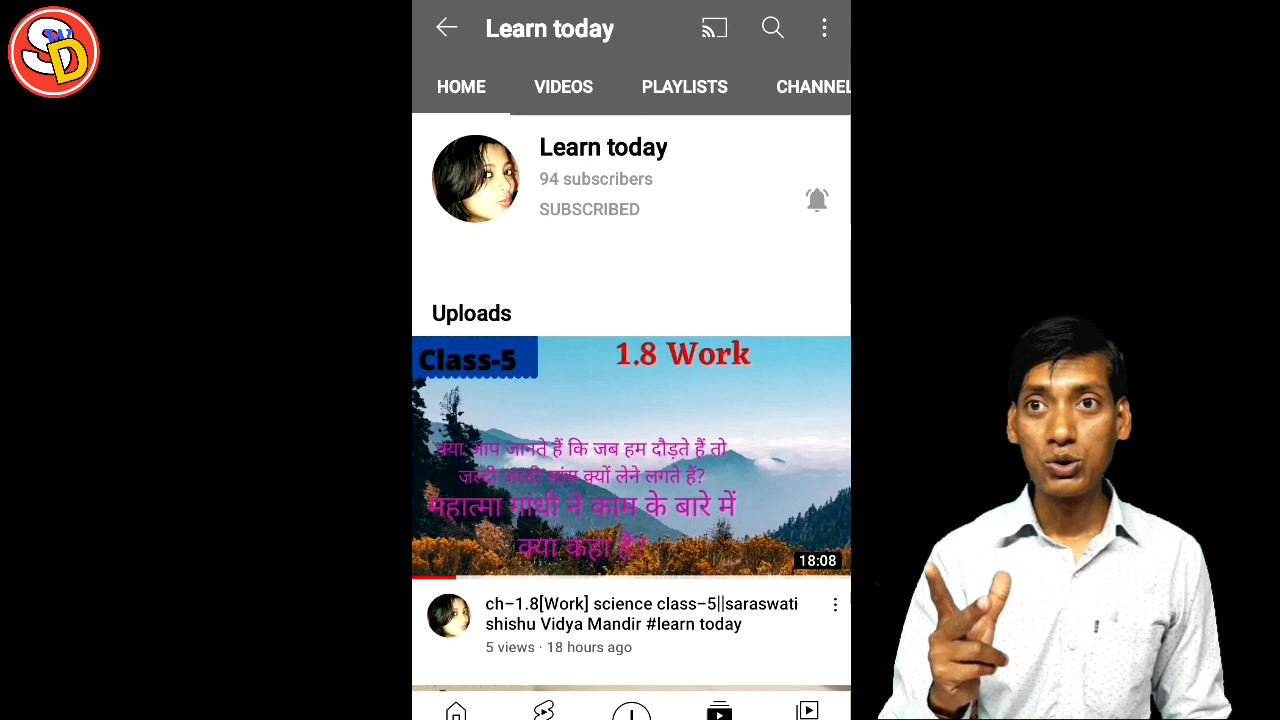 S TAZ D
Learn today
HOME VIDEOS PLAYLISTS CHANNEL
Learn today
94 subscribers
SUBSCRIBED
Uploads
Class-5
1.8 Work
क्या आप जानते हैं कि जब हम दौड़ते हैं तो
जल्दी जल्दी सांस क्यों लेने लगते हैं?
महात्मा गांधी ने काम के बारे में
क्या कहा है?
18:08
ch-1.8[Work] science class-5||saraswati
shishu Vidya Mandir #learn today
5 views · 18 hours ago